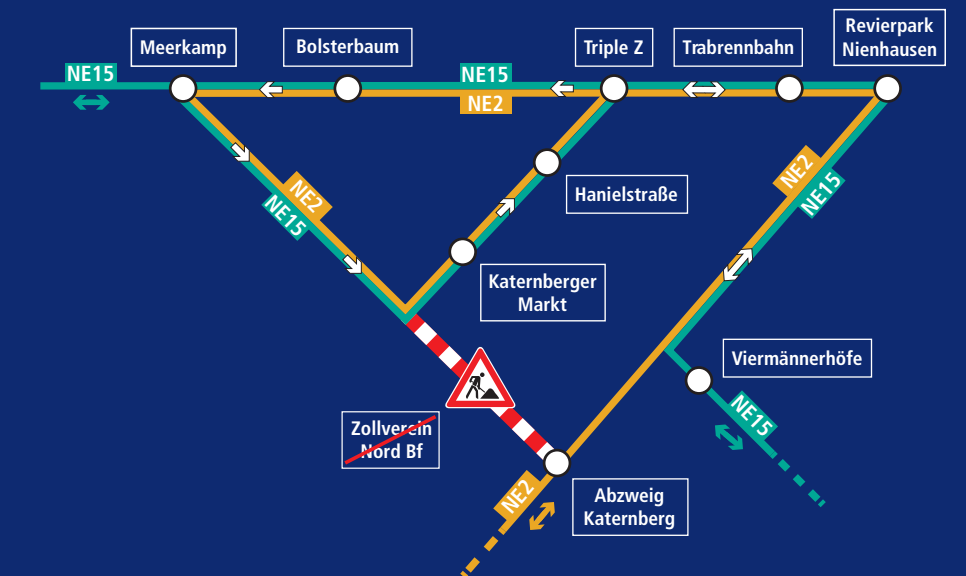 Revierpark
Nienhausen
Meerkamp
Bolsterbaum
Triple Z
Trabrennbahn
NE15
NE15
NE2
NE2
NE15
NE2
NE15
Hanielstraße
Katernberger
Markt
Viermännerhöfe
NE15
Zollverein
Nord Bf
NE2
Abzweig
Katernberg